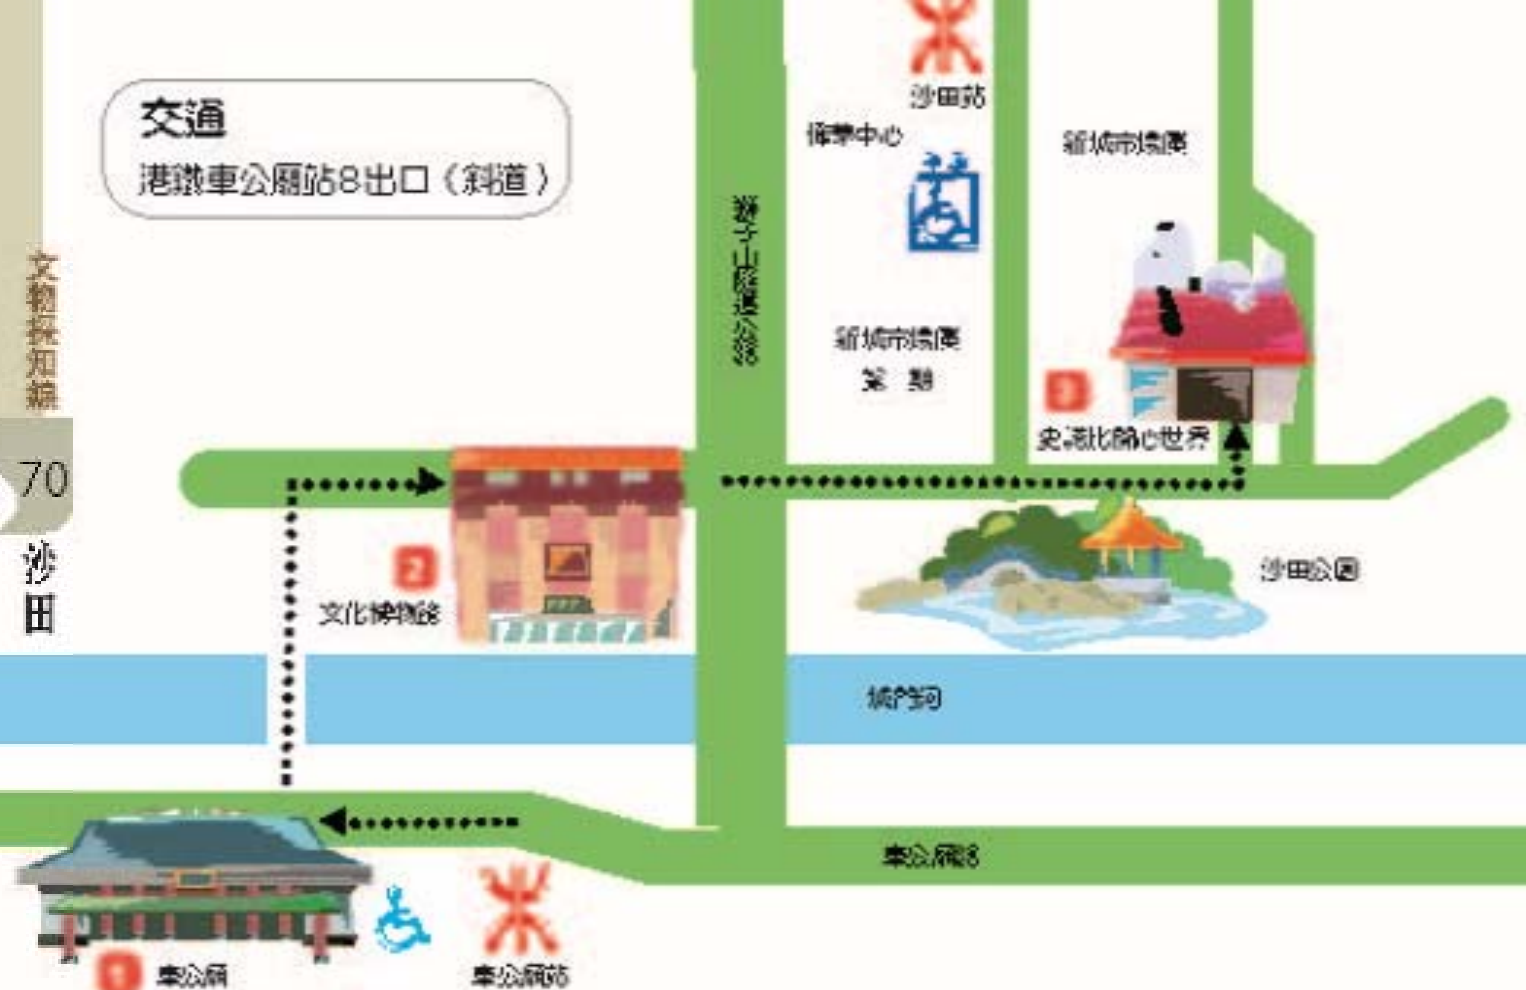 交通
港鐵車公廟站8出口（斜道）
沙田站
偉華中心
新城市廣場
獅子山隧道公路
新城市廣場
第 期
3
史諾比開心世界
文物探知館
70
沙田
2
文化博物館
沙田公園
城門河
車公廟路
1
車公廟
車公廟站